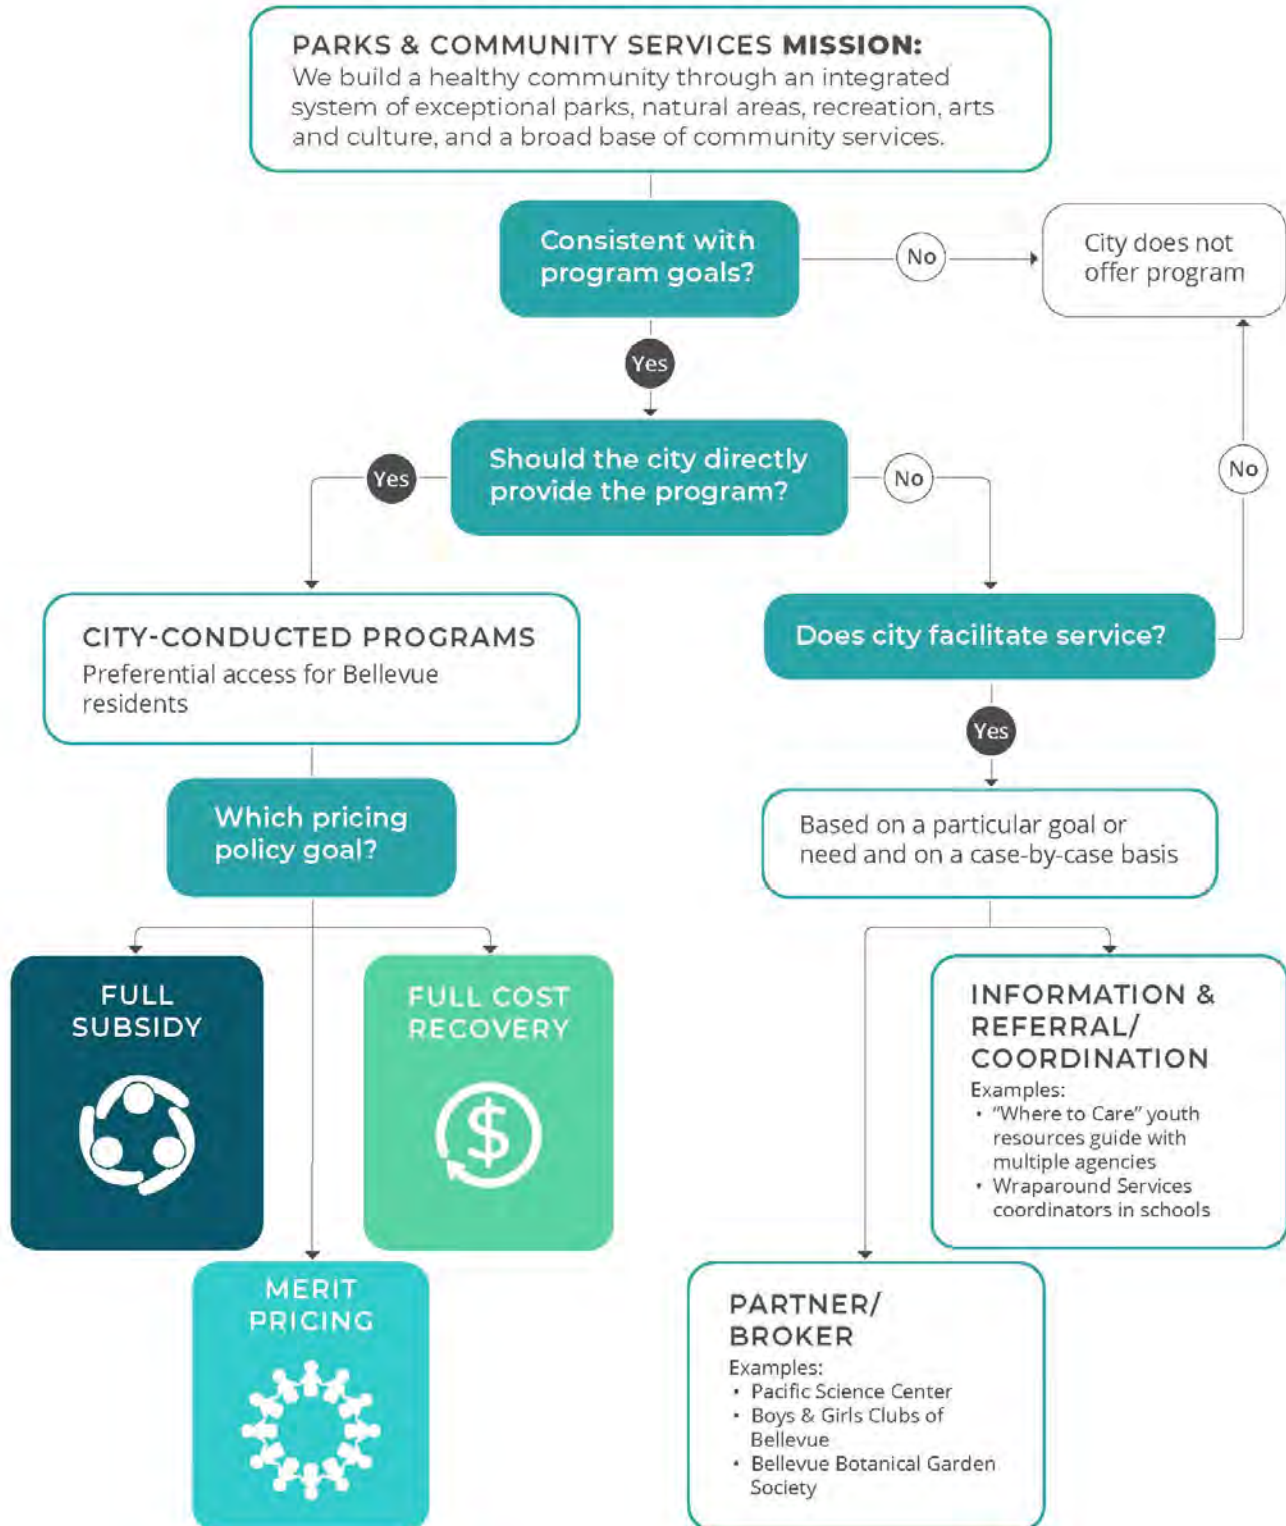 PARKS & COMMUNITY SERVICES MISSION:
We build a healthy community through an integrated
system of exceptional parks, natural areas, recreation, arts
and culture, and a broad base of community services.
Consistent with
program goals?
No
City does not
offer program
Yes
Should the city directly
provide the program?
Yes
No
No
CITY-CONDUCTED PROGRAMS
Preferential access for Bellevue
residents
Does city facilitate service?
Yes
Which pricing
policy goal?
Based on a particular goal or
need and on a case-by-case basis
FULL
SUBSIDY
FULL COST
RECOVERY
$
MERIT
PRICING
INFORMATION &
REFERRAL/
COORDINATION
Examples:
• "Where to Care" youth
resources guide with
multiple agencies
• Wraparound Services
coordinators in schools
PARTNER/
BROKER
Examples:
• Pacific Science Center
• Boys & Girls Clubs of
Bellevue
• Bellevue Botanical Garden
Society